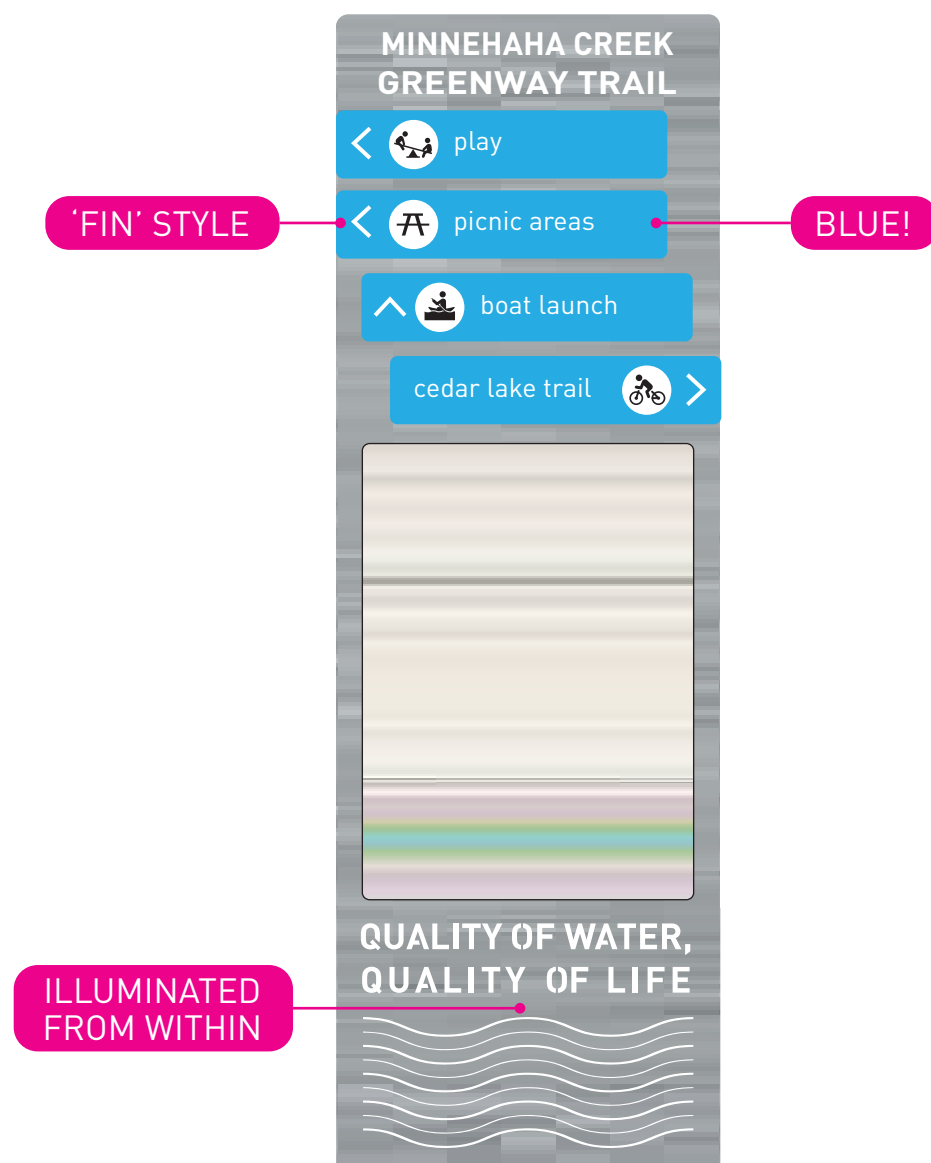 MINNEHAHA CREEK
GREENWAY TRAIL
play
‘FIN’ STYLE
picnic areas
BLUE!
boat launch
cedar lake trail
QUALITY OF WATER,
QUALITY OF LIFE
ILLUMINATED
FROM WITHIN